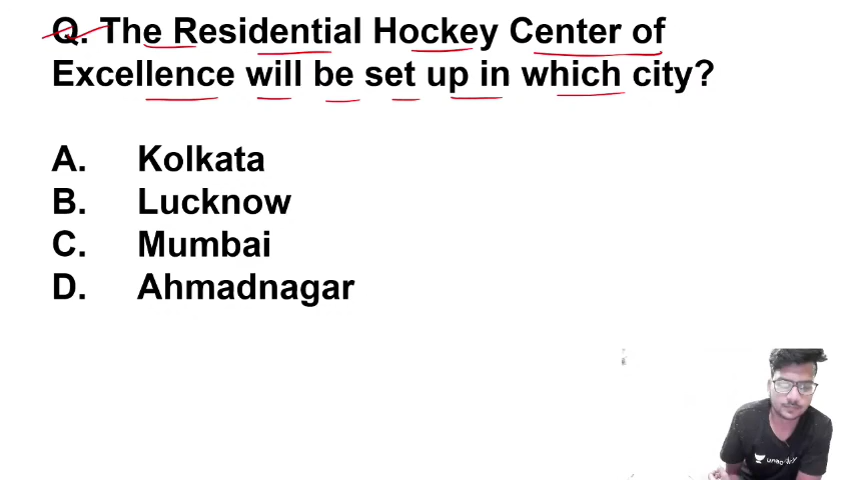 Q. The Residential Hockey Center of
Excellence will be set up in which city?
A. Kolkata
B. Lucknow
C. Mumbai
D. Ahmadnagar